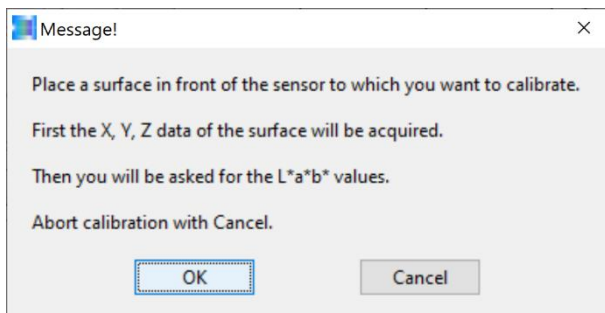 Message!
Place a surface in front of the sensor to which you want to calibrate.
First the X, Y, Z data of the surface will be acquired.
Then you will be asked for the L*a*b* values.
Abort calibration with Cancel.
OK Cancel